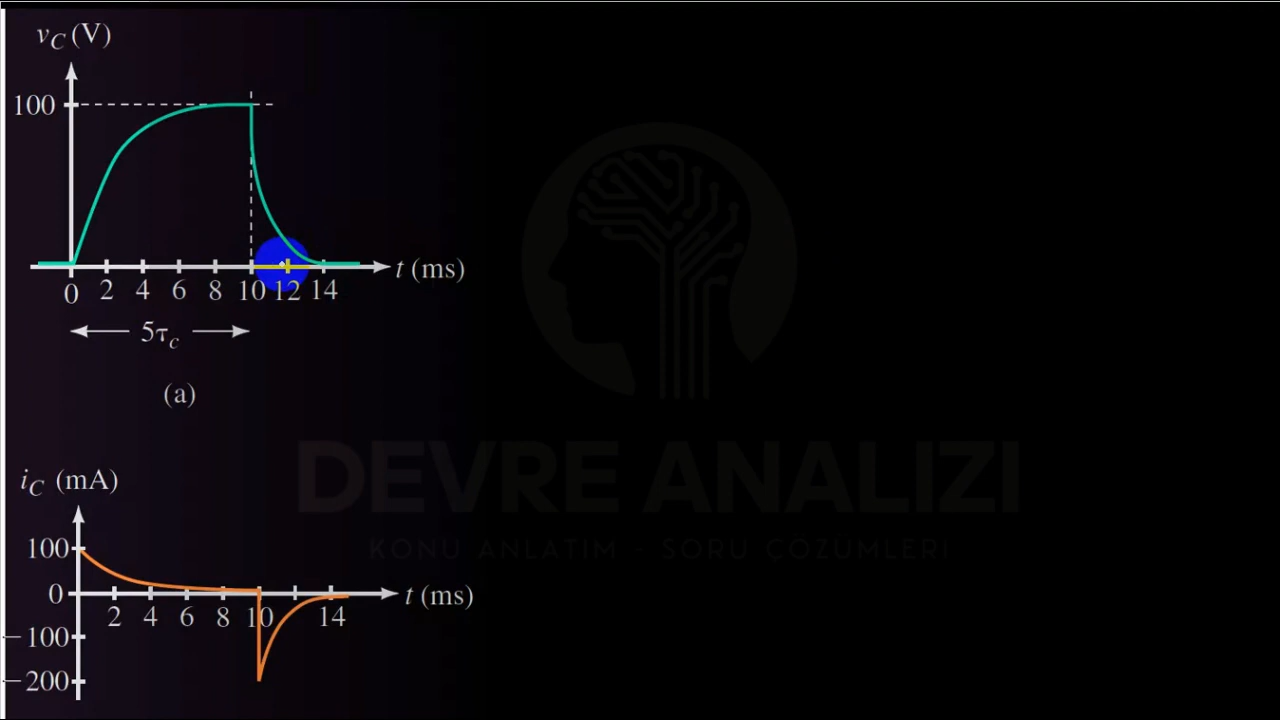 v_C (V)
100
t (ms)
0 2 4 6 8 10 12 14
5τ_c
(a)
DEVRE ANALIZI
KONU ANLATIM - SORU ÇÖZÜMLERİ
i_C (mA)
100
0
t (ms)
2 4 6 8 10 14
−100
−200